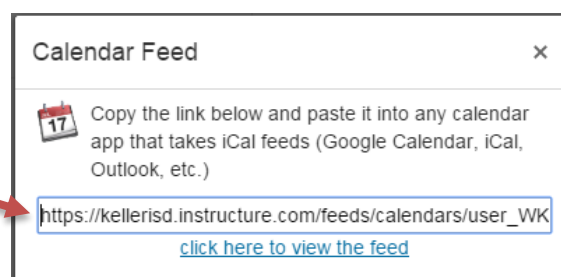 Calendar Feed ×
17
Copy the link below and paste it into any calendar
app that takes iCal feeds (Google Calendar, iCal,
Outlook, etc.)
https://kellerisd.instructure.com/feeds/calendars/user_WK
click here to view the feed